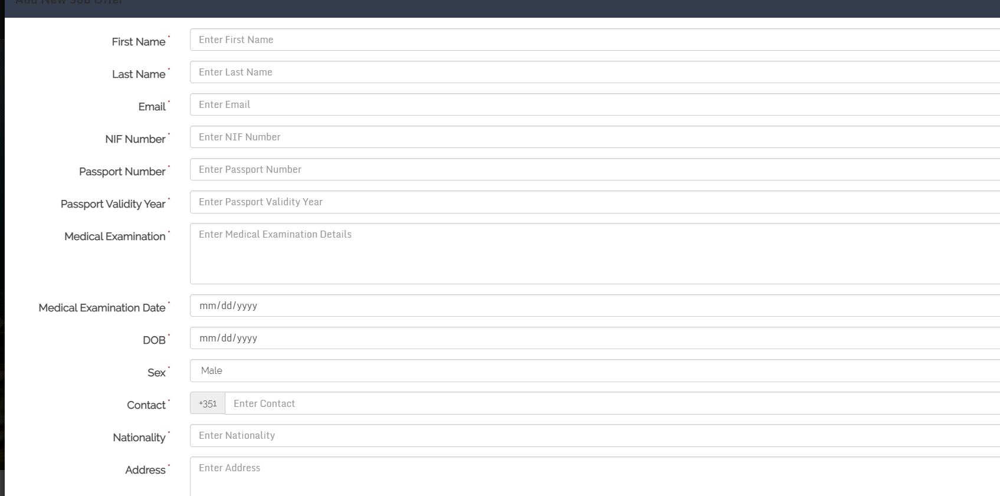 Add New Job Offer
First Name * Enter First Name
Last Name * Enter Last Name
Email * Enter Email
NIF Number * Enter NIF Number
Passport Number * Enter Passport Number
Passport Validity Year * Enter Passport Validity Year
Medical Examination * Enter Medical Examination Details
Medical Examination Date * mm/dd/yyyy
DOB * mm/dd/yyyy
Sex * Male
Contact * +351 Enter Contact
Nationality * Enter Nationality
Address * Enter Address